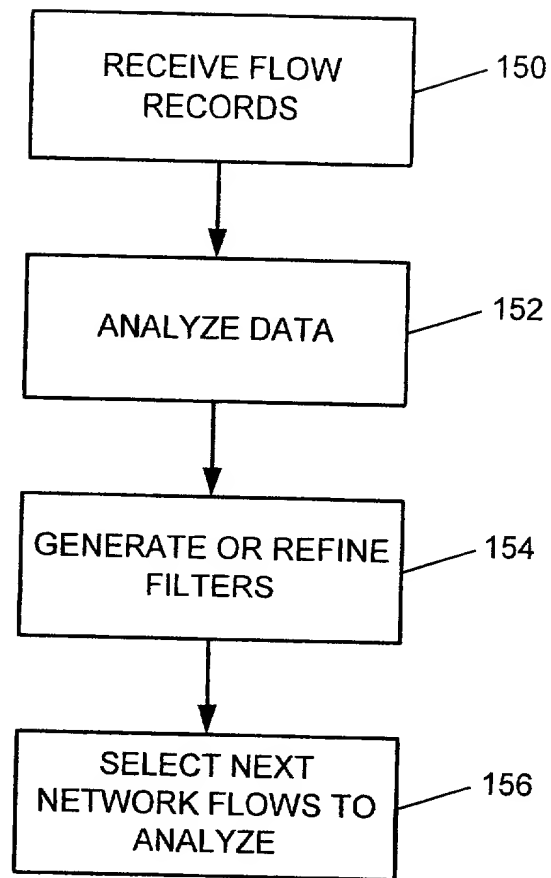 RECEIVE FLOW
RECORDS
150
ANALYZE DATA
152
GENERATE OR REFINE
FILTERS
154
SELECT NEXT
NETWORK FLOWS TO
ANALYZE
156